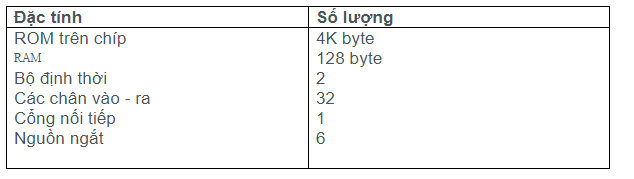 Đặc tính Số lượng
ROM trên chíp 4K byte
RAM 128 byte
Bộ định thời 2
Các chân vào - ra 32
Cổng nối tiếp 1
Nguồn ngắt 6